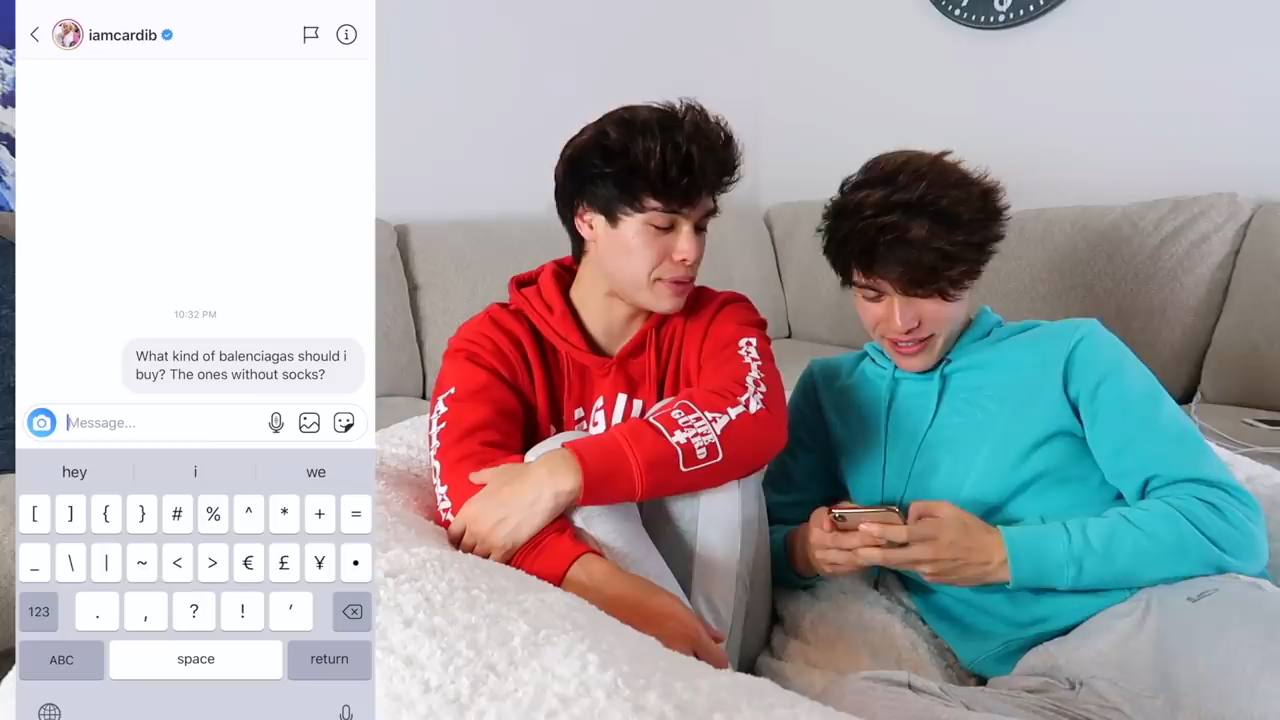 iamcardib
10:32 PM
What kind of balenciagas should i
buy? The ones without socks?
Message...
hey i we
[ ] { } # % ^ * + =
_ \ | ~ < > € £ ¥ •
123 . , ? ! ′
ABC space return
LIFE
GUARD